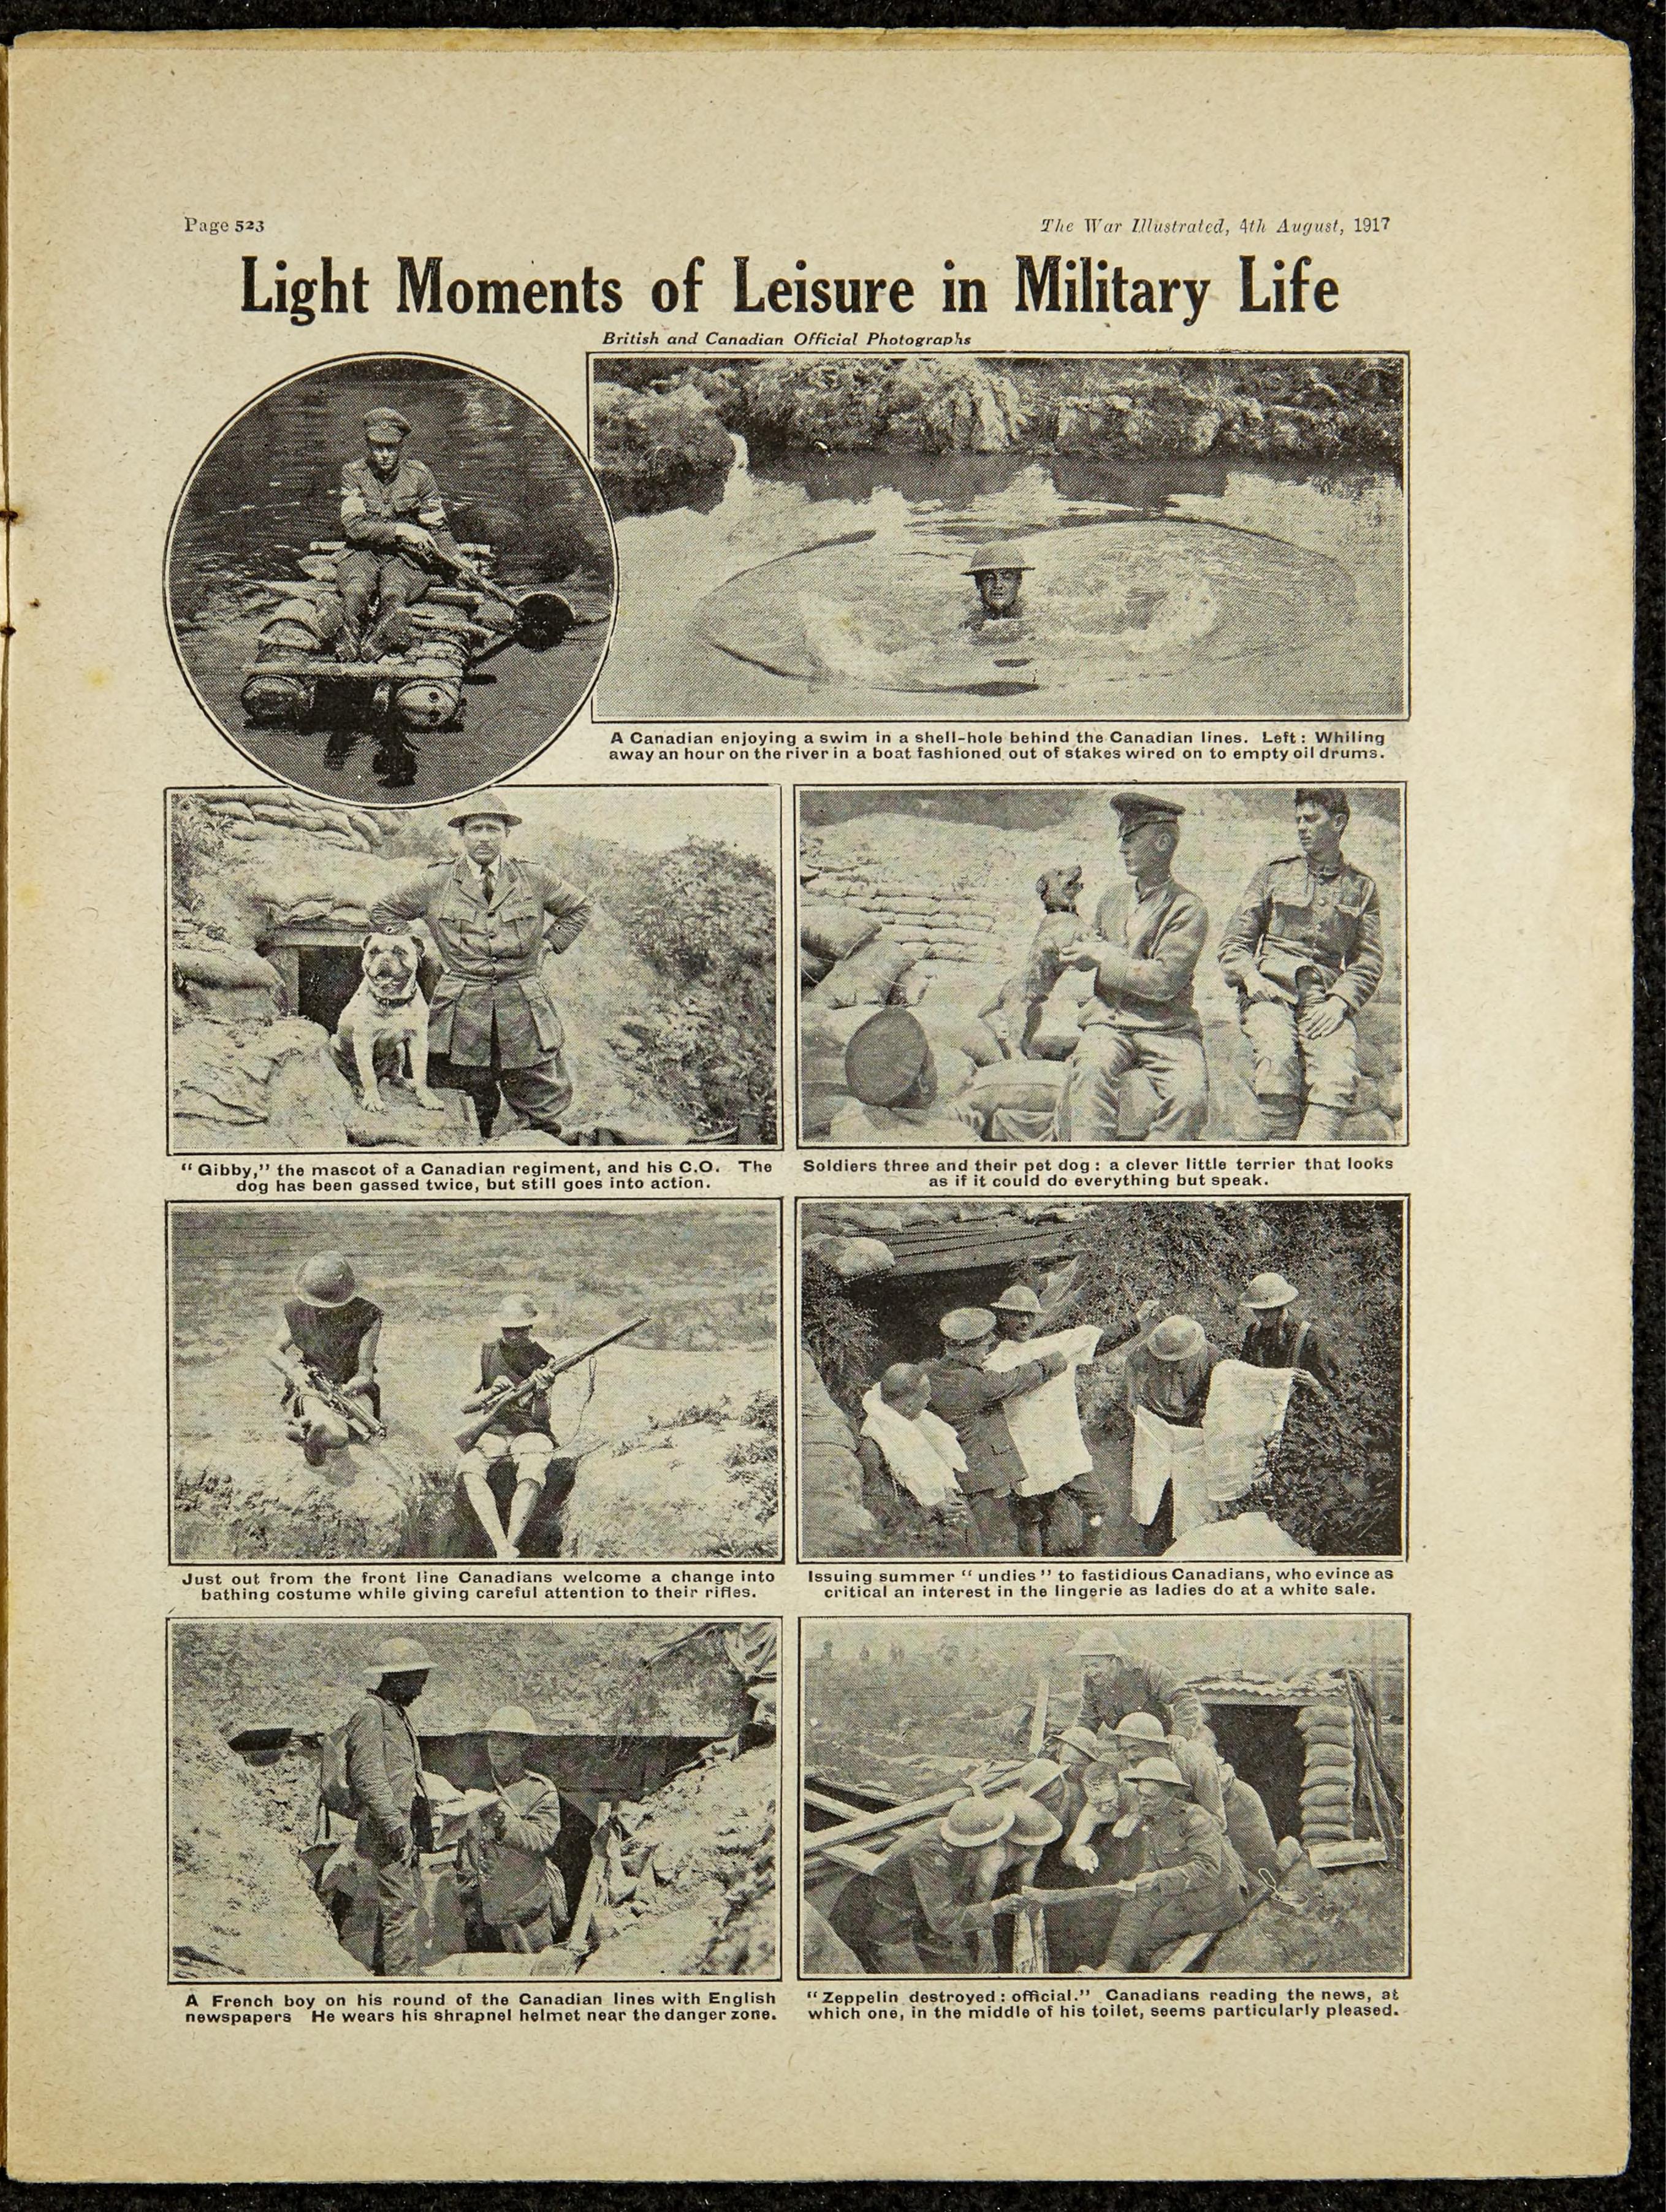 Page 523
The War Illustrated, 4th August, 1917
Light Moments of Leisure in Military Life
British and Canadian Official Photographs
A Canadian enjoying a swim in a shell-hole behind the Canadian lines. Left: Whiling
away an hour on the river in a boat fashioned out of stakes wired on to empty oil drums.
"Gibby," the mascot of a Canadian regiment, and his C.O. The
dog has been gassed twice, but still goes into action.
Soldiers three and their pet dog: a clever little terrier that looks
as if it could do everything but speak.
Just out from the front line Canadians welcome a change into
bathing costume while giving careful attention to their rifles.
Issuing summer "undies" to fastidious Canadians, who evince as
critical an interest in the lingerie as ladies do at a white sale.
A French boy on his round of the Canadian lines with English
newspapers He wears his shrapnel helmet near the danger zone.
"Zeppelin destroyed: official." Canadians reading the news, at
which one, in the middle of his toilet, seems particularly pleased.